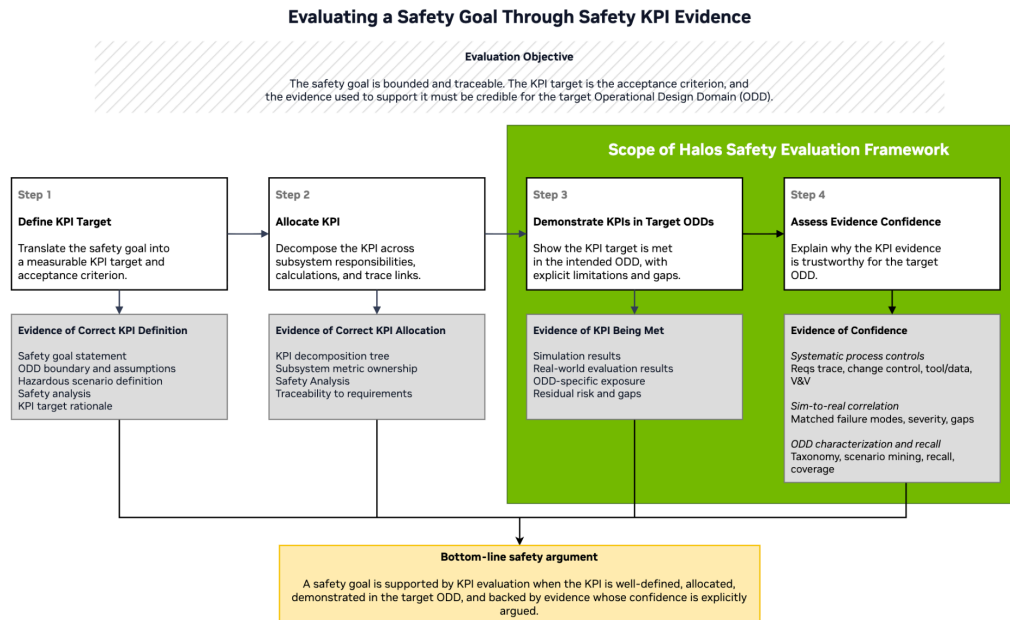 Evaluating a Safety Goal Through Safety KPI Evidence
Evaluation Objective
The safety goal is bounded and traceable. The KPI target is the acceptance criterion, and
the evidence used to support it must be credible for the target Operational Design Domain (ODD).
Scope of Halos Safety Evaluation Framework
Step 1
Define KPI Target
Translate the safety goal into
a measurable KPI target and
acceptance criterion.
Step 2
Allocate KPI
Decompose the KPI across
subsystem responsibilities,
calculations, and trace links.
Step 3
Demonstrate KPIs in Target ODDs
Show the KPI target is met
in the intended ODD, with
explicit limitations and gaps.
Step 4
Assess Evidence Confidence
Explain why the KPI evidence
is trustworthy for the target
ODD.
Evidence of Correct KPI Definition
Safety goal statement
ODD boundary and assumptions
Hazardous scenario definition
Safety analysis
KPI target rationale
Evidence of Correct KPI Allocation
KPI decomposition tree
Subsystem metric ownership
Safety Analysis
Traceability to requirements
Evidence of KPI Being Met
Simulation results
Real-world evaluation results
ODD-specific exposure
Residual risk and gaps
Evidence of Confidence
Systematic process controls
Reqs trace, change control, tool/data,
V&V
Sim-to-real correlation
Matched failure modes, severity, gaps
ODD characterization and recall
Taxonomy, scenario mining, recall,
coverage
Bottom-line safety argument
A safety goal is supported by KPI evaluation when the KPI is well-defined, allocated,
demonstrated in the target ODD, and backed by evidence whose confidence is explicitly
argued.